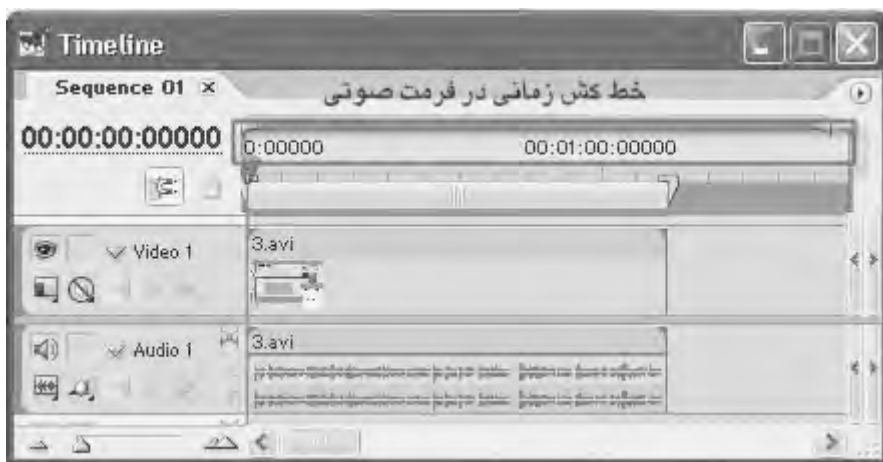 Timeline
Sequence 01 ×
خط کش زمانی در فرمت صوتی
00:00:00:00000
0:00000 00:01:00:00000
Video 1
3.avi
Audio 1
3.avi